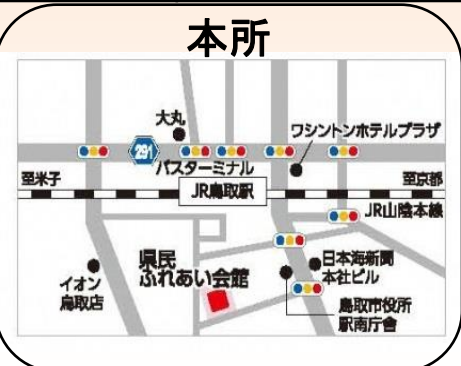 本所
大丸
291
ワシントンホテルプラザ
バスターミナル
至米子
至京都
JR鳥取駅
JR山陰本線
県民
ふれあい会館
日本海新聞
本社ビル
イオン
鳥取店
鳥取市役所
駅南庁舎